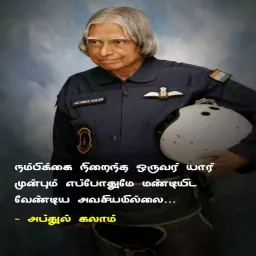 நம்பிக்கை நிறைந்த ஒருவர் யார்
முன்பும் எப்போதுமே மண்டியிட
வேண்டிய அவசியமில்லை...
- அப்துல் கலாம்